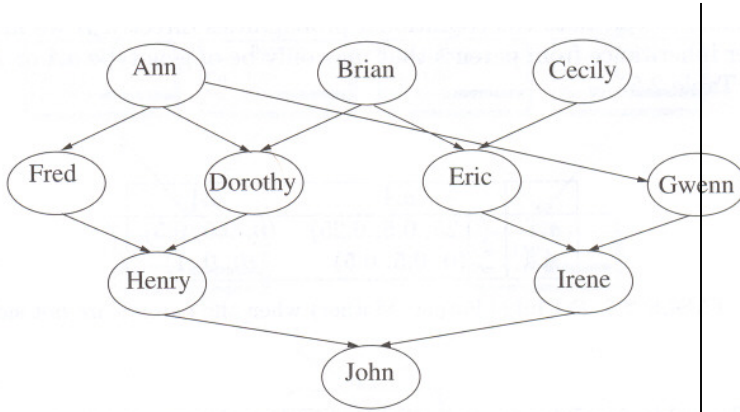 Ann
Brian
Cecily
Fred
Dorothy
Eric
Gwenn
Henry
Irene
John